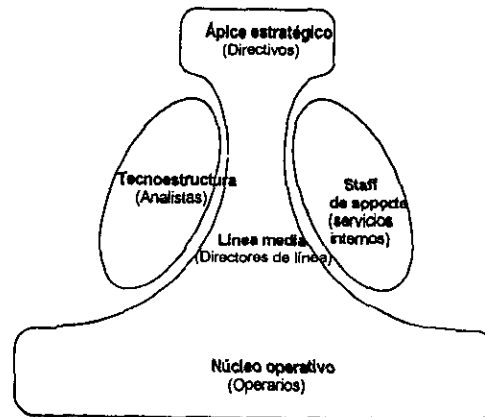 Ápice estratégico
(Directivos)
Tecnoestructura
(Analistas)
Staff
de apoyo
(servicios
internos)
Línea media
(Directores de línea)
Núcleo operativo
(Operarios)